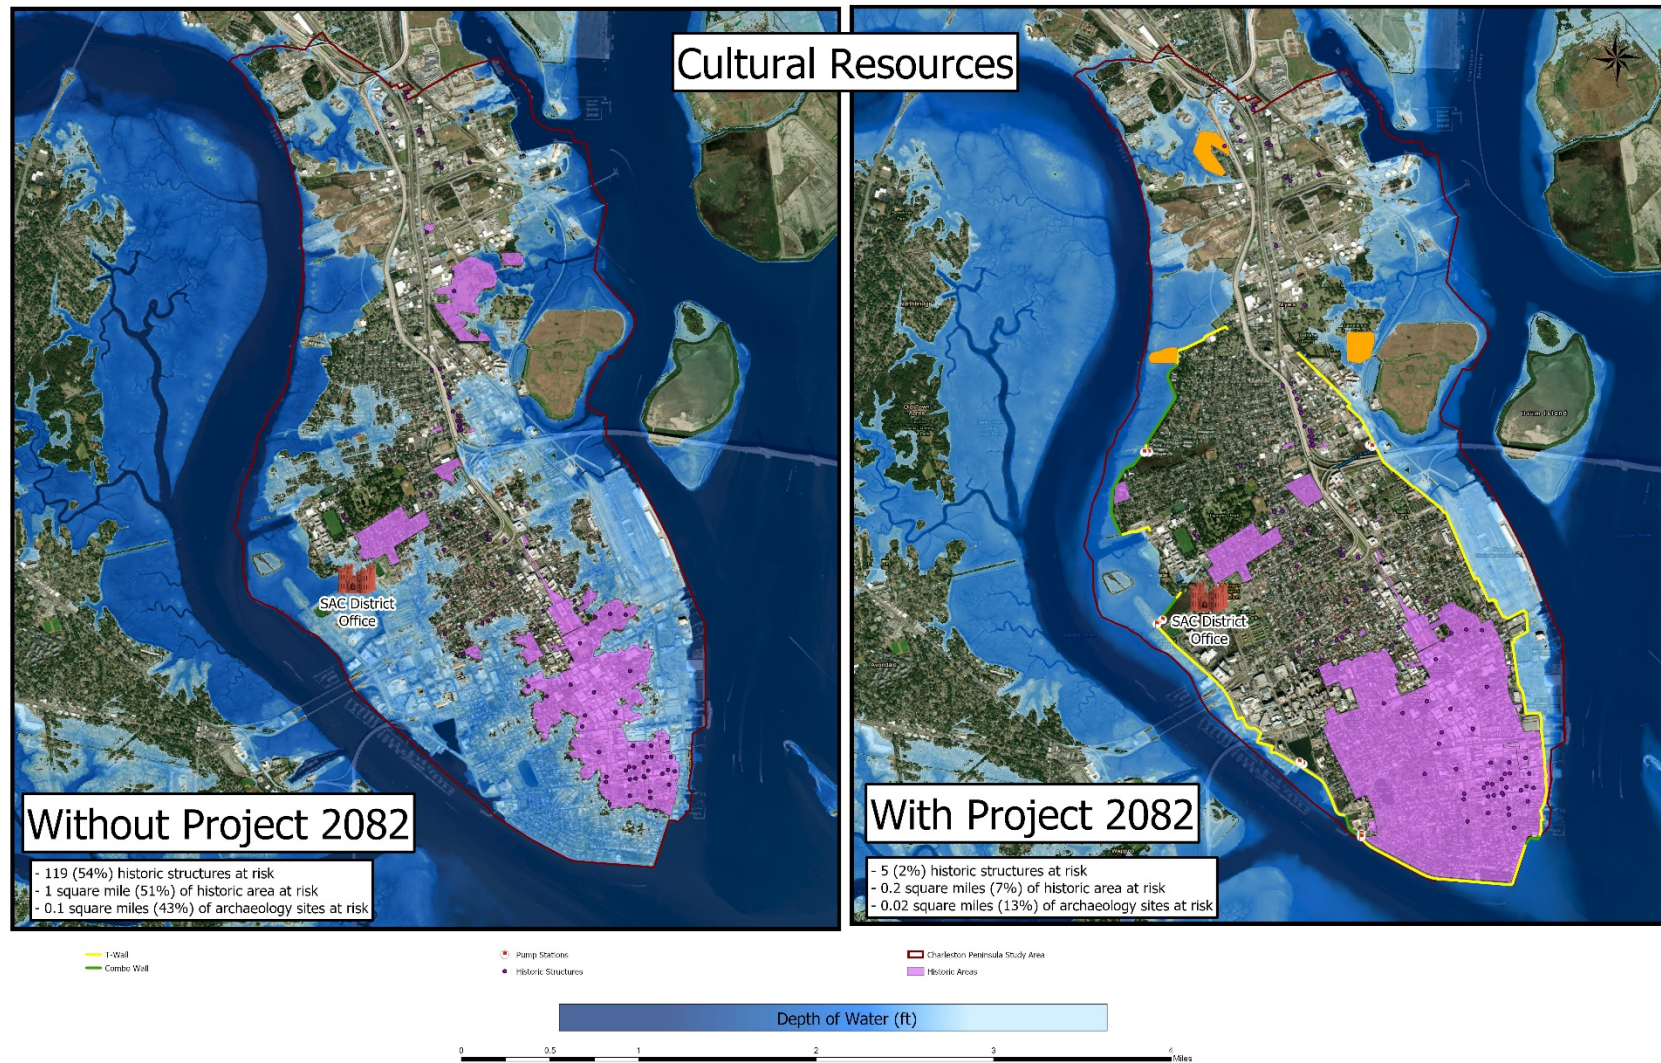 Cultural Resources
SAC District
Office
Without Project 2082
- 119 (54%) historic structures at risk
- 1 square mile (51%) of historic area at risk
- 0.1 square miles (43%) of archaeology sites at risk
SAC District
Office
With Project 2082
- 5 (2%) historic structures at risk
- 0.2 square miles (7%) of historic area at risk
- 0.02 square miles (13%) of archaeology sites at risk
T-Wall
Combo Wall
Pump Stations
Historic Structures
Charleston Peninsula Study Area
Historic Areas
Depth of Water (ft)
0 0.5 1 2 3 4 Miles